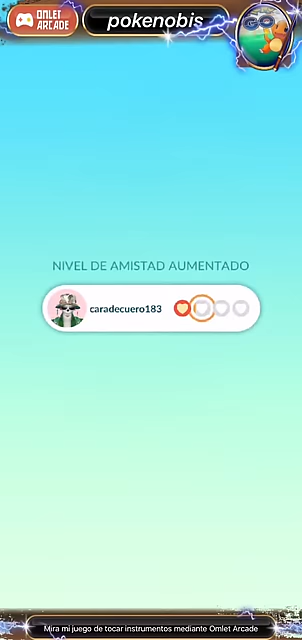 OMLET
ARCADE
pokenobis
GO
NIVEL DE AMISTAD AUMENTADO
caradecuero183
Mira mi juego de tocar instrumentos mediante Omlet Arcade